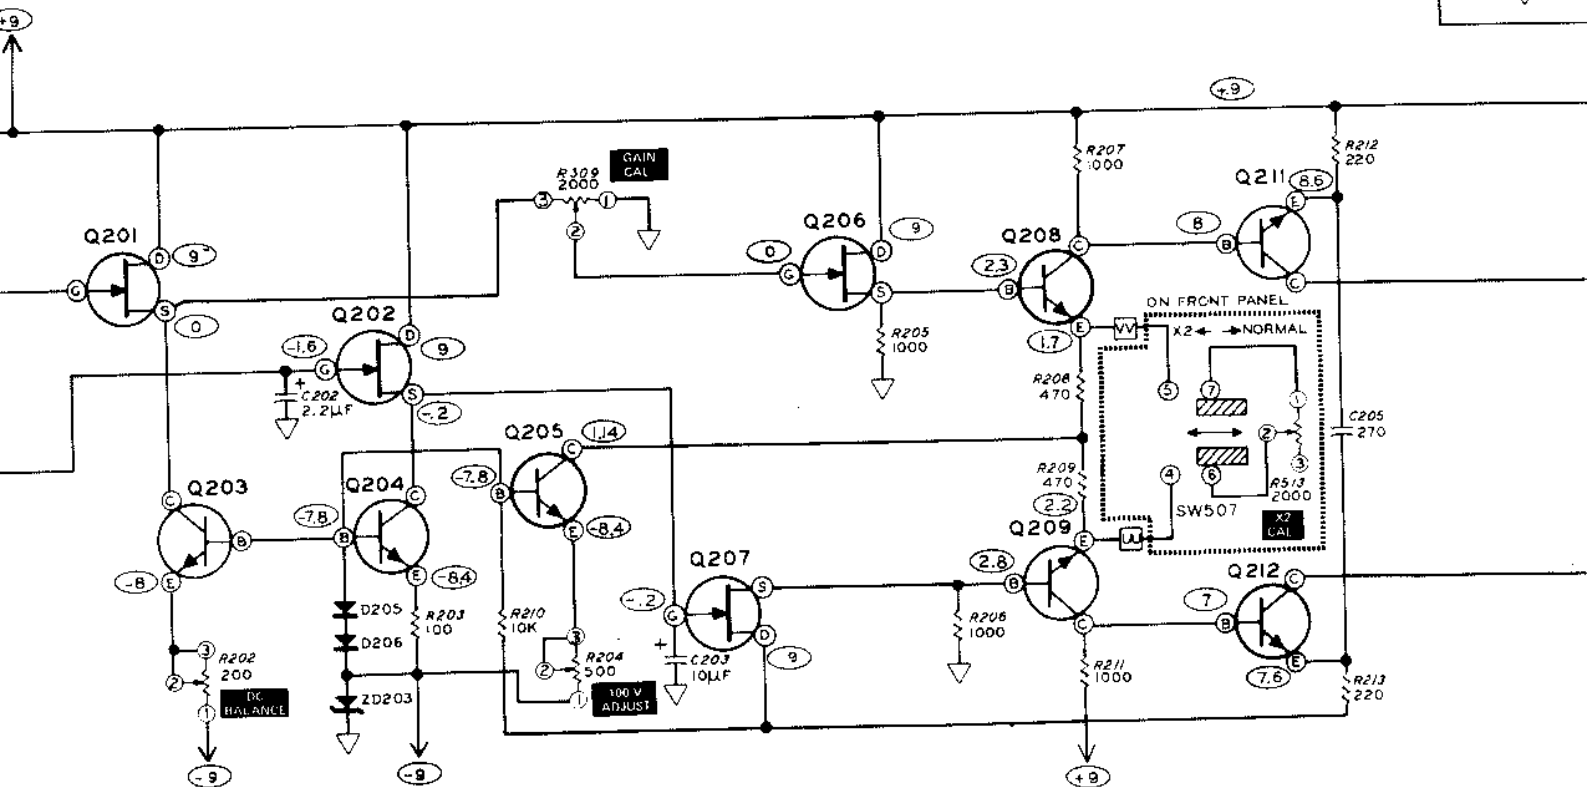 +9
+.9
R207
1000
R212
220
GAIN
CAL
R309
2000
3
1
2
Q211
8.6
E
Q201
D
9
G
S
0
Q206
0
D
9
G
S
Q208
C
2.3
B
E
1.7
8
B
C
Q202
-1.6
D
9
G
S
-.2
+
C202
2.2µF
R205
1000
ON FRONT PANEL
X2
NORMAL
VV
5
7
1
2
3
4
6
R208
470
C205
270
Q205
1.14
C
-7.8
B
E
-8.4
R209
470
2.2
R513
2000
SW507
X2
CAL
Q203
C
B
-8
E
Q204
C
-7.8
B
E
-8.4
Q209
E
UU
2.8
B
C
Q207
S
-.2
G
D
9
Q212
C
7
B
E
7.6
D205
D206
R203
100
R210
10K
R206
1000
3
2
1
R204
500
+
C203
10µF
R211
1000
R213
220
3
2
1
R202
200
DC
BALANCE
ZD203
100 V
ADJUST
-9
-9
+9